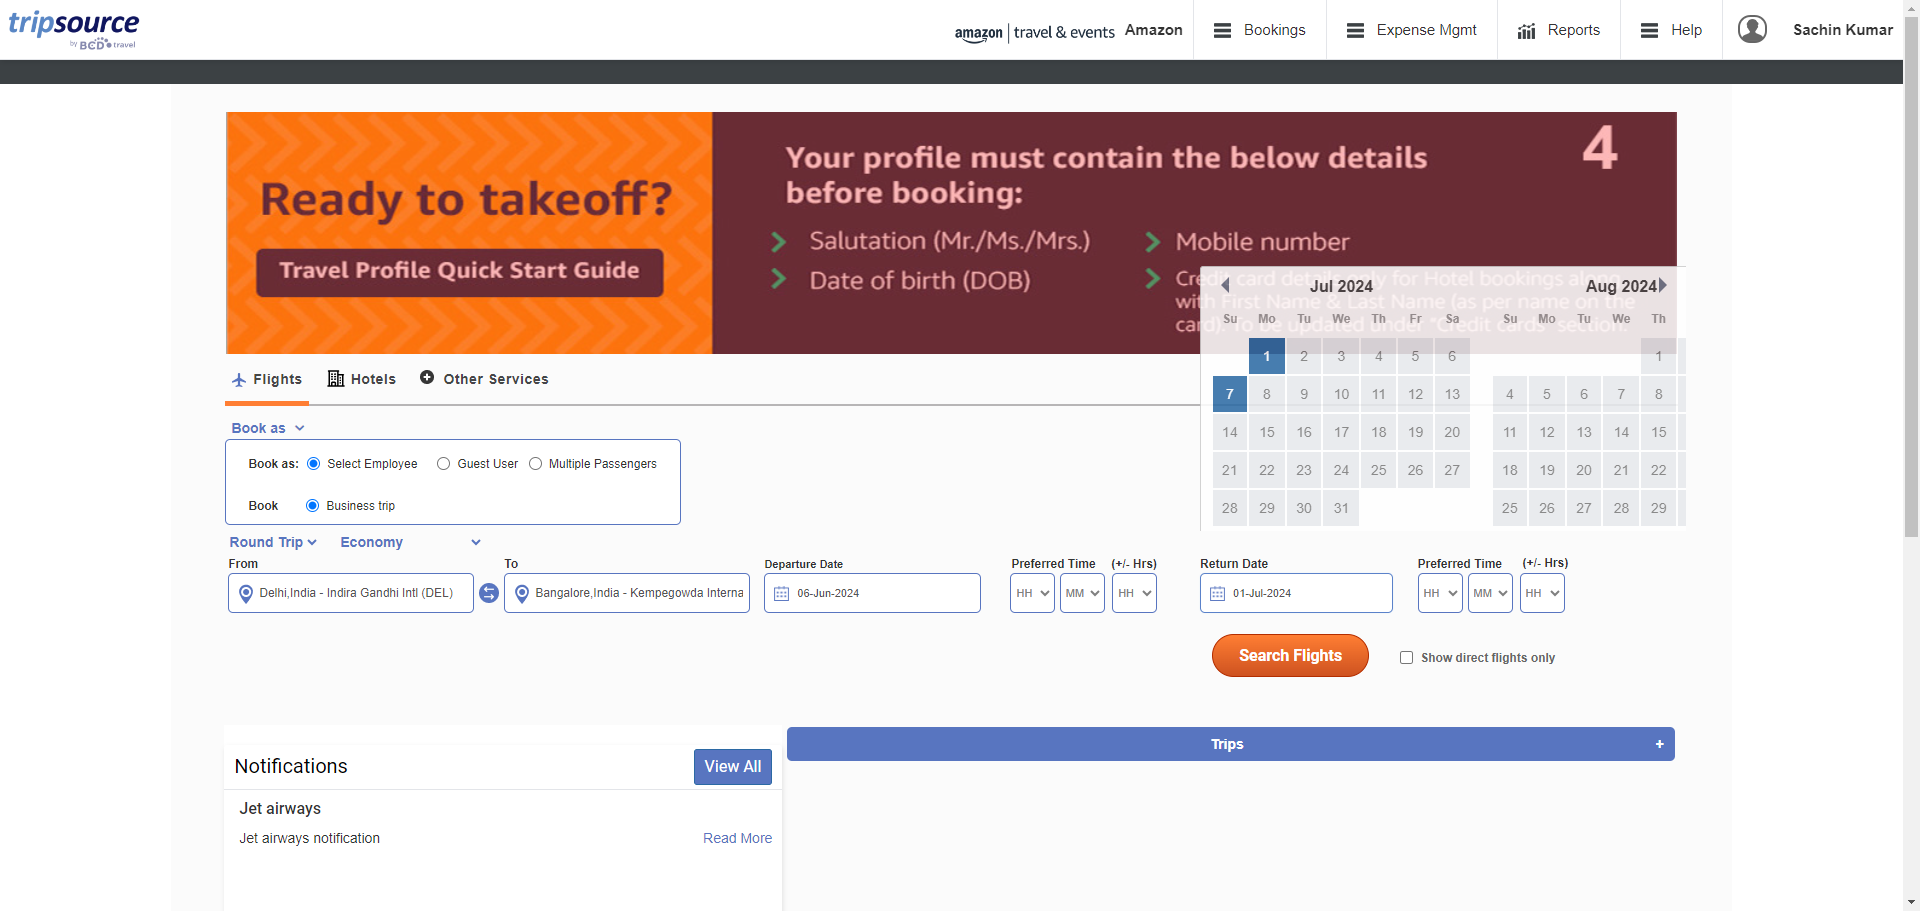 tripsource
by BCD travel
amazon | travel & events
Amazon
Bookings
Expense Mgmt
Reports
Help
Sachin Kumar
Ready to takeoff?
Travel Profile Quick Start Guide
Your profile must contain the below details
before booking:
4
Salutation (Mr./Ms./Mrs.)
Date of birth (DOB)
Mobile number
Credit card details only for Hotel bookings along
with First Name & Last Name (as per name on the
card). To be updated under "Credit cards" section.
Jul 2024
Su Mo Tu We Th Fr Sa
1 2 3 4 5 6
7 8 9 10 11 12 13
14 15 16 17 18 19 20
21 22 23 24 25 26 27
28 29 30 31
Aug 2024
Su Mo Tu We Th
1
4 5 6 7 8
11 12 13 14 15
18 19 20 21 22
25 26 27 28 29
Flights
Hotels
Other Services
Book as
Book as: Select Employee Guest User Multiple Passengers
Book Business trip
Round Trip Economy
From
Delhi,India - Indira Gandhi Intl (DEL)
To
Bangalore,India - Kempegowda Interna
Departure Date
06-Jun-2024
Preferred Time (+/- Hrs)
HH MM HH
Return Date
01-Jul-2024
Preferred Time (+/- Hrs)
HH MM HH
Search Flights
Show direct flights only
Notifications
View All
Jet airways
Jet airways notification
Read More
Trips +